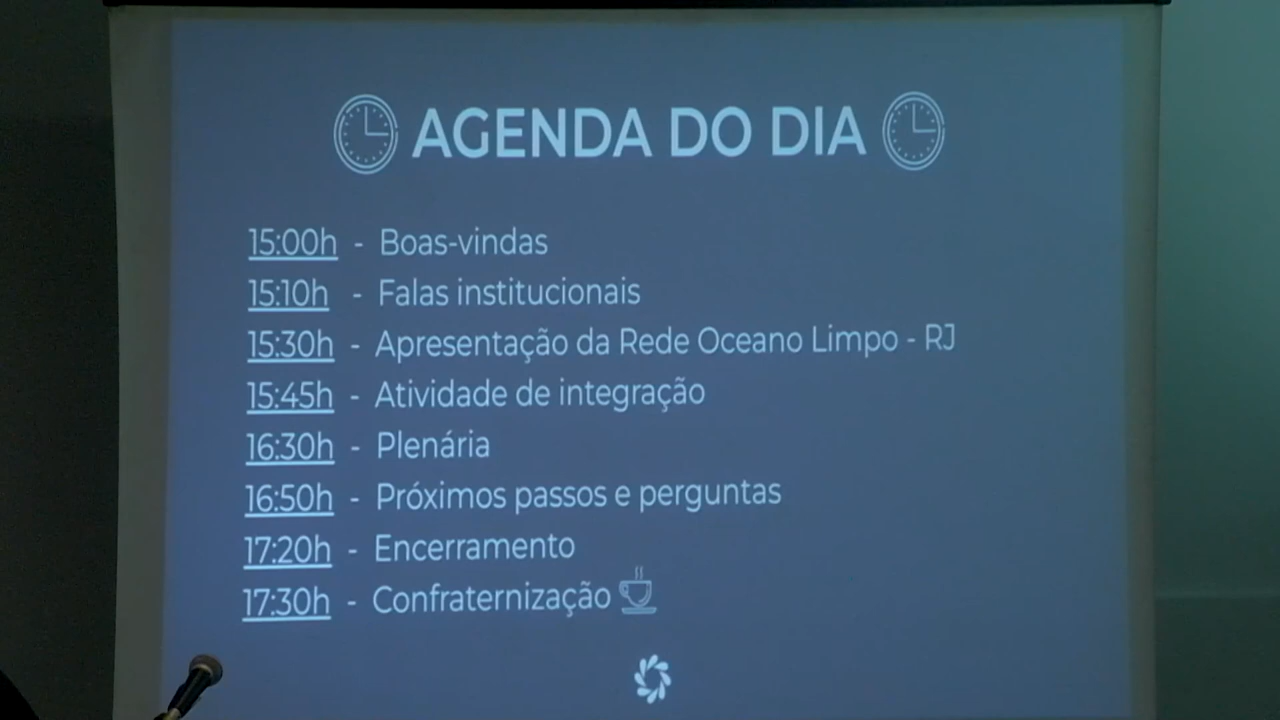 AGENDA DO DIA
15:00h - Boas-vindas
15:10h - Falas institucionais
15:30h - Apresentação da Rede Oceano Limpo - RJ
15:45h - Atividade de integração
16:30h - Plenária
16:50h - Próximos passos e perguntas
17:20h - Encerramento
17:30h - Confraternização